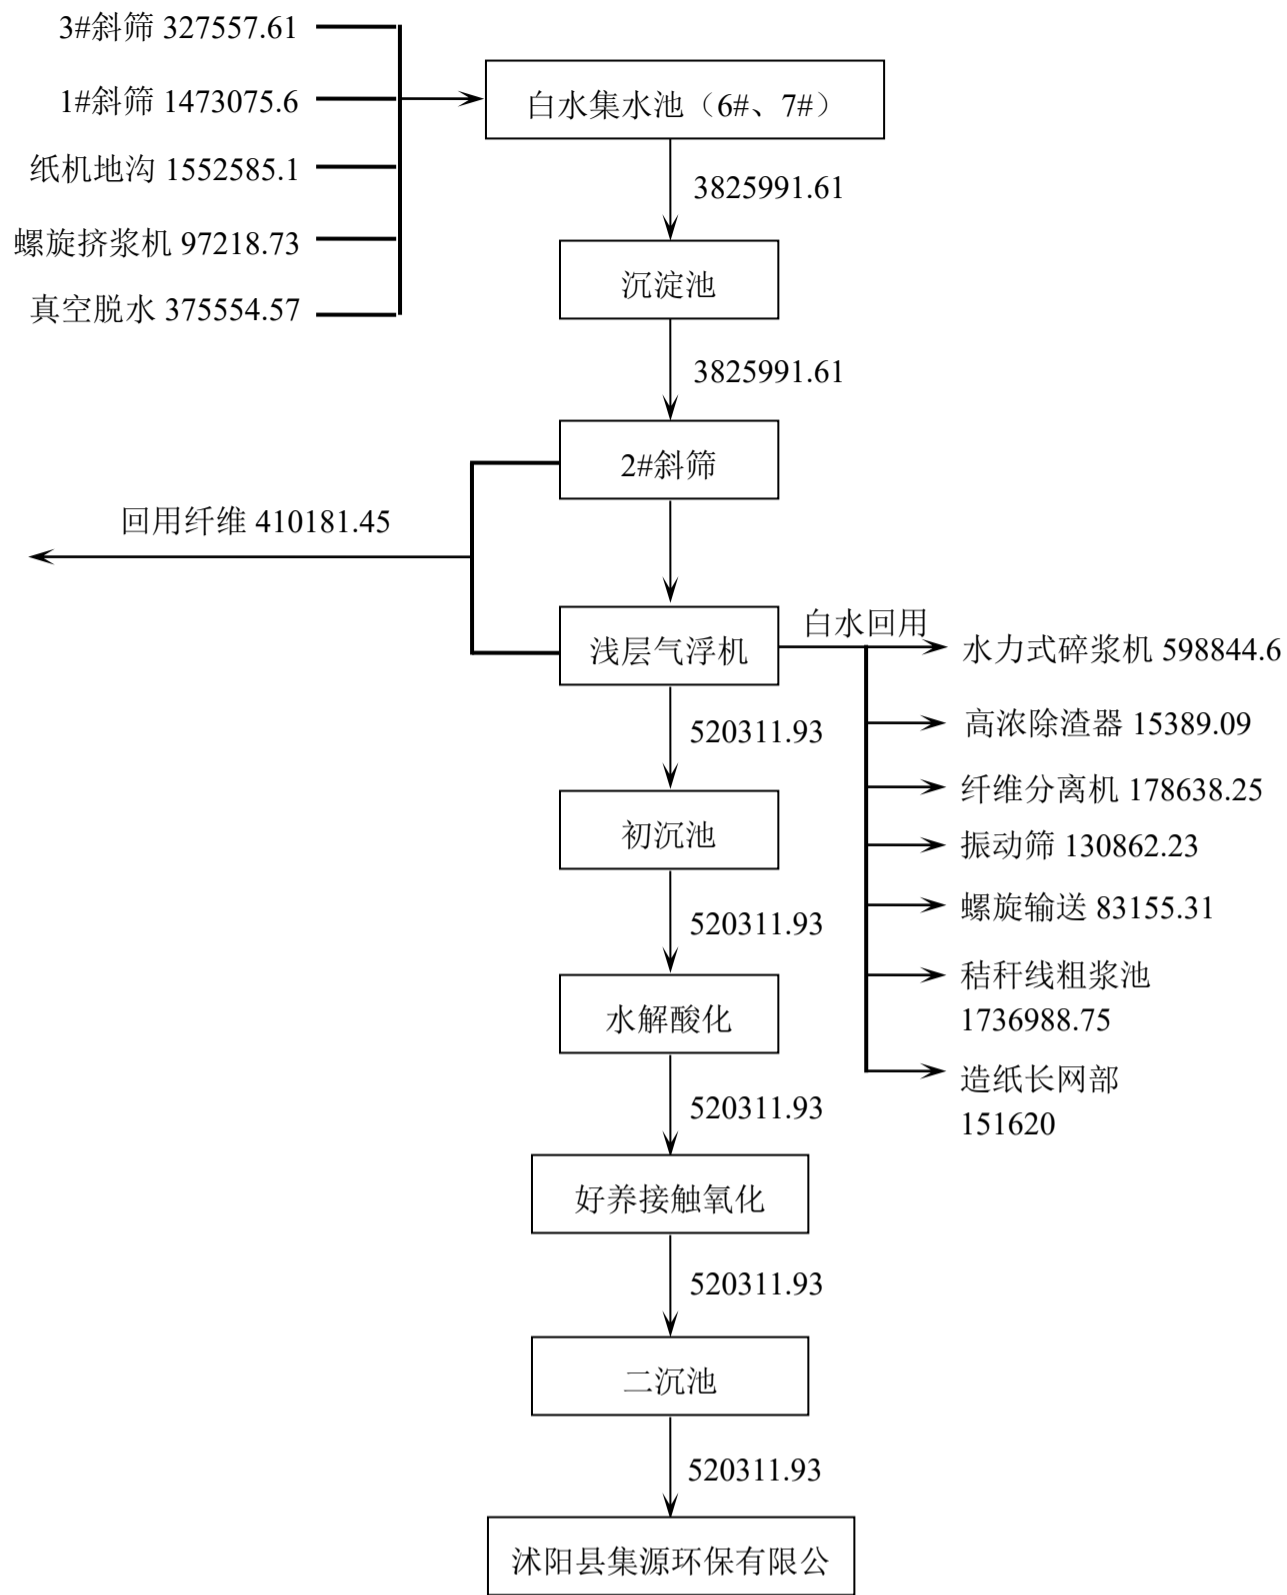 3#斜筛 327557.61
1#斜筛 1473075.6
纸机地沟 1552585.1
螺旋挤浆机 97218.73
真空脱水 375554.57
白水集水池（6#、7#）
3825991.61
沉淀池
3825991.61
2#斜筛
回用纤维 410181.45
浅层气浮机
白水回用
水力式碎浆机 598844.6
高浓除渣器 15389.09
纤维分离机 178638.25
振动筛 130862.23
螺旋输送 83155.31
秸秆线粗浆池
1736988.75
造纸长网部
151620
520311.93
初沉池
520311.93
水解酸化
520311.93
好养接触氧化
520311.93
二沉池
520311.93
沭阳县集源环保有限公